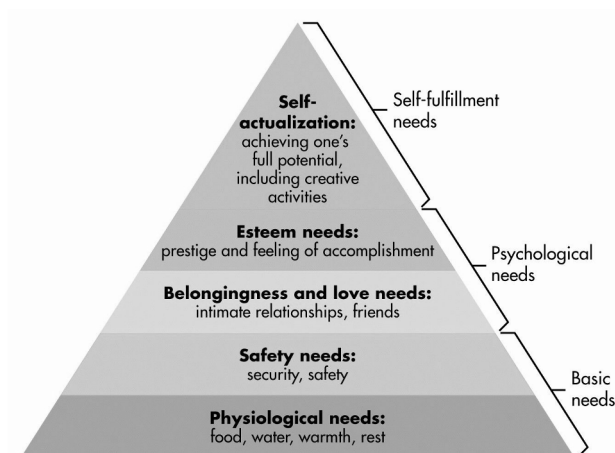 Self-
actualization:
achieving one's
full potential,
including creative
activities
Self-fulfillment
needs
Esteem needs:
prestige and feeling of accomplishment
Psychological
needs
Belongingness and love needs:
intimate relationships, friends
Safety needs:
security, safety
Basic
needs
Physiological needs:
food, water, warmth, rest